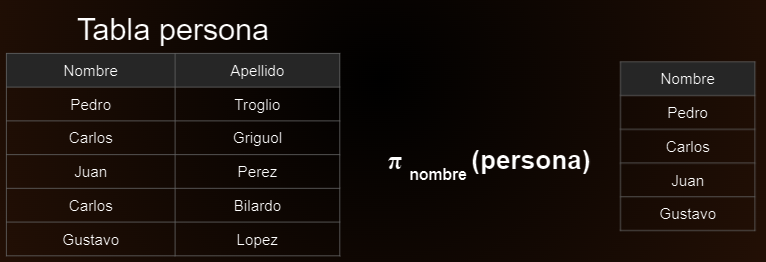 Tabla persona
Nombre Apellido
Pedro Troglio
Carlos Griguol
Juan Perez
Carlos Bilardo
Gustavo Lopez
π nombre (persona)
Nombre
Pedro
Carlos
Juan
Gustavo